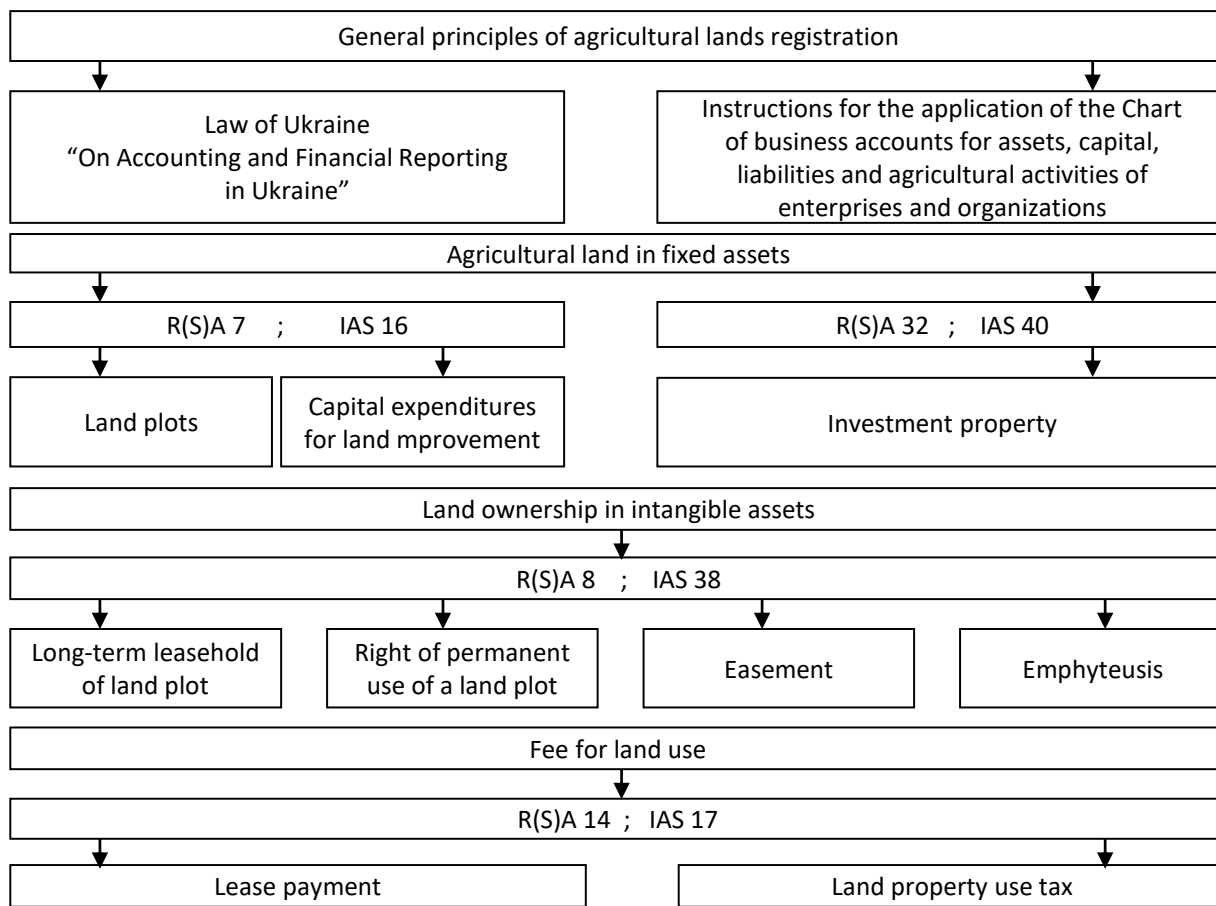 General principles of agricultural lands registration
Law of Ukraine
“On Accounting and Financial Reporting
in Ukraine”
Instructions for the application of the Chart
of business accounts for assets, capital,
liabilities and agricultural activities of
enterprises and organizations
Agricultural land in fixed assets
R(S)A 7 ; IAS 16
R(S)A 32 ; IAS 40
Land plots
Capital expenditures
for land mprovement
Investment property
Land ownership in intangible assets
R(S)A 8 ; IAS 38
Long-term leasehold
of land plot
Right of permanent
use of a land plot
Easement
Emphyteusis
Fee for land use
R(S)A 14 ; IAS 17
Lease payment
Land property use tax